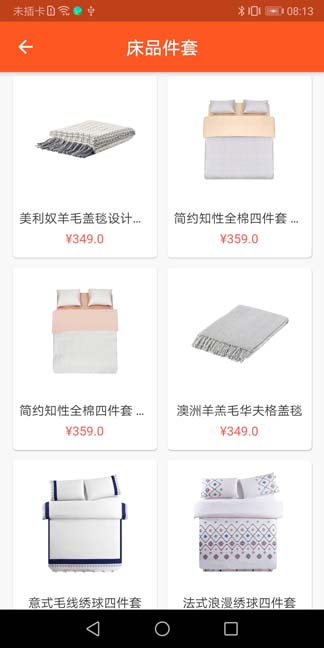 未插卡
08:13
床品件套
美利奴羊毛盖毯设计...
¥349.0
简约知性全棉四件套 ...
¥359.0
简约知性全棉四件套 ...
¥359.0
澳洲羊羔毛华夫格盖毯
¥349.0
意式毛线绣球四件套
法式浪漫绣球四件套